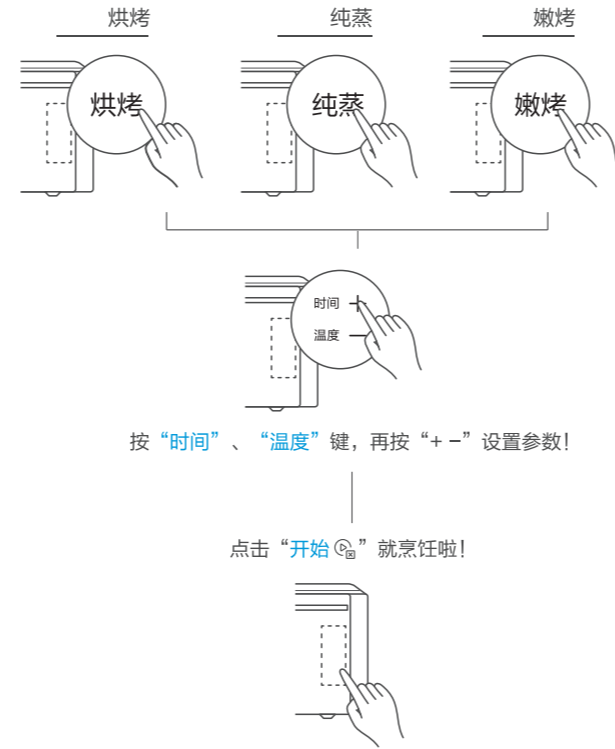 烘烤 纯蒸 嫩烤
烘烤 纯蒸 嫩烤
时间 +
温度 −
按“时间”、“温度”键，再按“+ −”设置参数！
点击“开始”就烹饪啦！